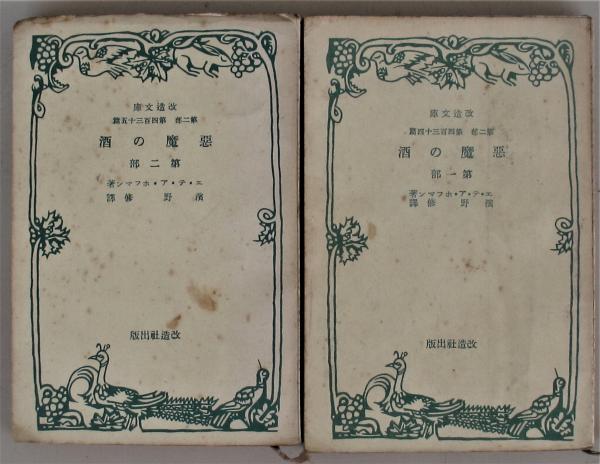 改造文庫
第二部 第四百三十五篇
惡魔の酒
第二部
エ・テ・ア・ホフマン著
濱野修譯
改造社出版
改造文庫
第二部 第四百三十四篇
惡魔の酒
第一部
エ・テ・ア・ホフマン著
濱野修譯
改造社出版